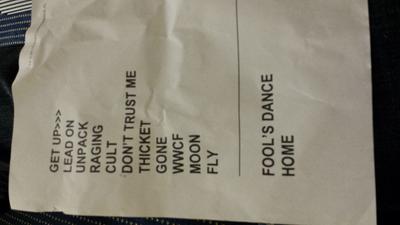 GET UP>>>
LEAD ON
UNPACK
RAGING
CULT
'DON'T TRUST ME
THICKET
GONE
WWCF
MOON
FLY
FOOL'S DANCE
HOME